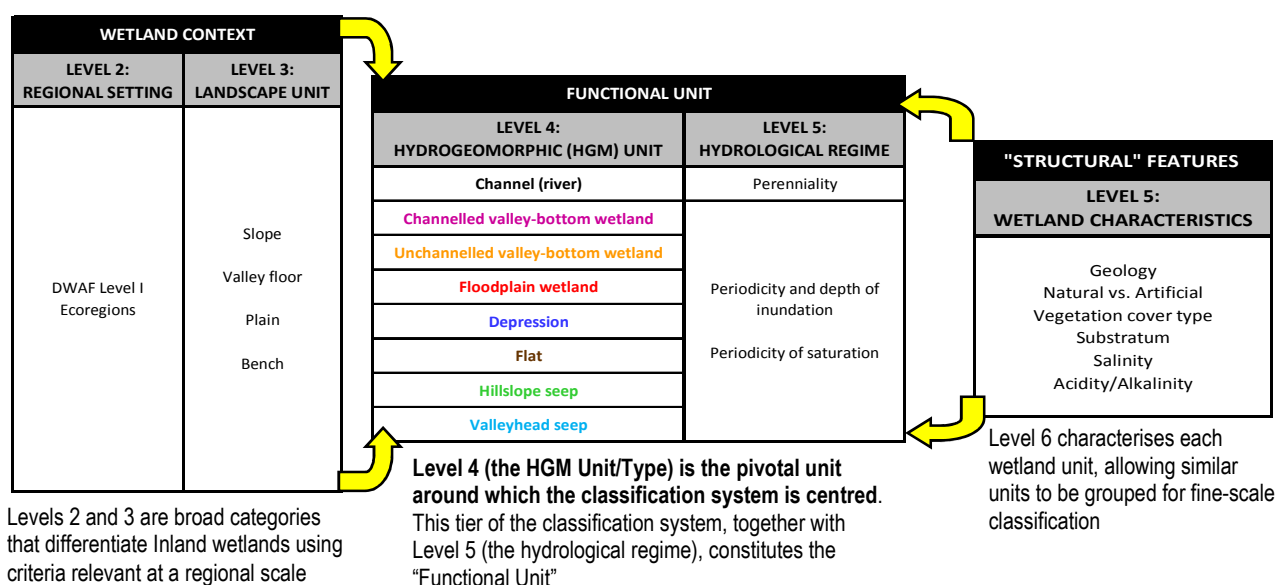 WETLAND CONTEXT
LEVEL 2:
REGIONAL SETTING
LEVEL 3:
LANDSCAPE UNIT
DWAF Level I
Ecoregions
Slope
Valley floor
Plain
Bench
Levels 2 and 3 are broad categories
that differentiate Inland wetlands using
criteria relevant at a regional scale
FUNCTIONAL UNIT
LEVEL 4:
HYDROGEOMORPHIC (HGM) UNIT
LEVEL 5:
HYDROLOGICAL REGIME
Channel (river)
Perenniality
Channelled valley-bottom wetland
Unchannelled valley-bottom wetland
Floodplain wetland
Depression
Flat
Hillslope seep
Valleyhead seep
Periodicity and depth of
inundation
Periodicity of saturation
Level 4 (the HGM Unit/Type) is the pivotal unit
around which the classification system is centred.
This tier of the classification system, together with
Level 5 (the hydrological regime), constitutes the
“Functional Unit”
"STRUCTURAL" FEATURES
LEVEL 5:
WETLAND CHARACTERISTICS
Geology
Natural vs. Artificial
Vegetation cover type
Substratum
Salinity
Acidity/Alkalinity
Level 6 characterises each
wetland unit, allowing similar
units to be grouped for fine-scale
classification